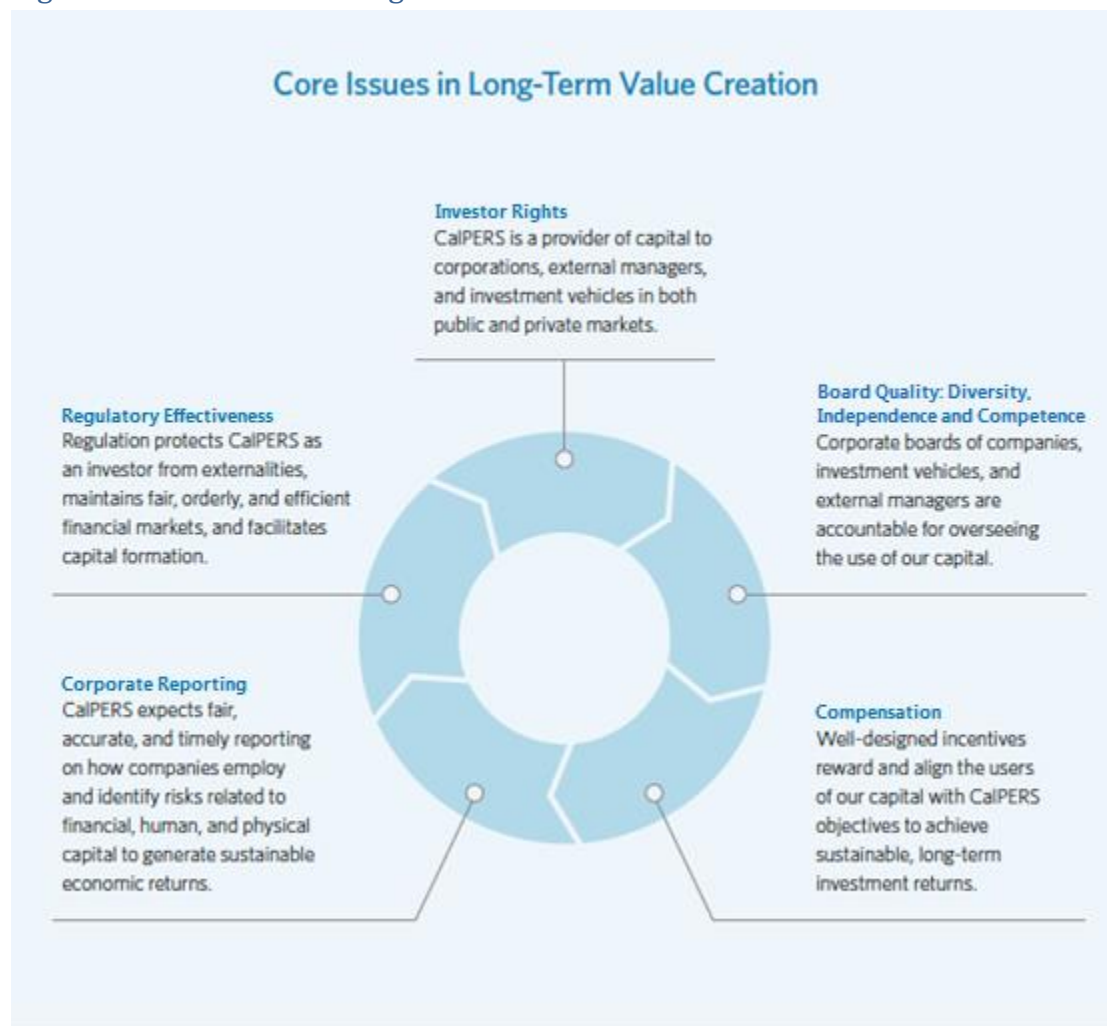 Core Issues in Long-Term Value Creation
Investor Rights
CalPERS is a provider of capital to
corporations, external managers,
and investment vehicles in both
public and private markets.
Board Quality: Diversity,
Independence and Competence
Corporate boards of companies,
investment vehicles, and
external managers are
accountable for overseeing
the use of our capital.
Compensation
Well-designed incentives
reward and align the users
of our capital with CalPERS
objectives to achieve
sustainable, long-term
investment returns.
Corporate Reporting
CalPERS expects fair,
accurate, and timely reporting
on how companies employ
and identify risks related to
financial, human, and physical
capital to generate sustainable
economic returns.
Regulatory Effectiveness
Regulation protects CalPERS as
an investor from externalities,
maintains fair, orderly, and efficient
financial markets, and facilitates
capital formation.